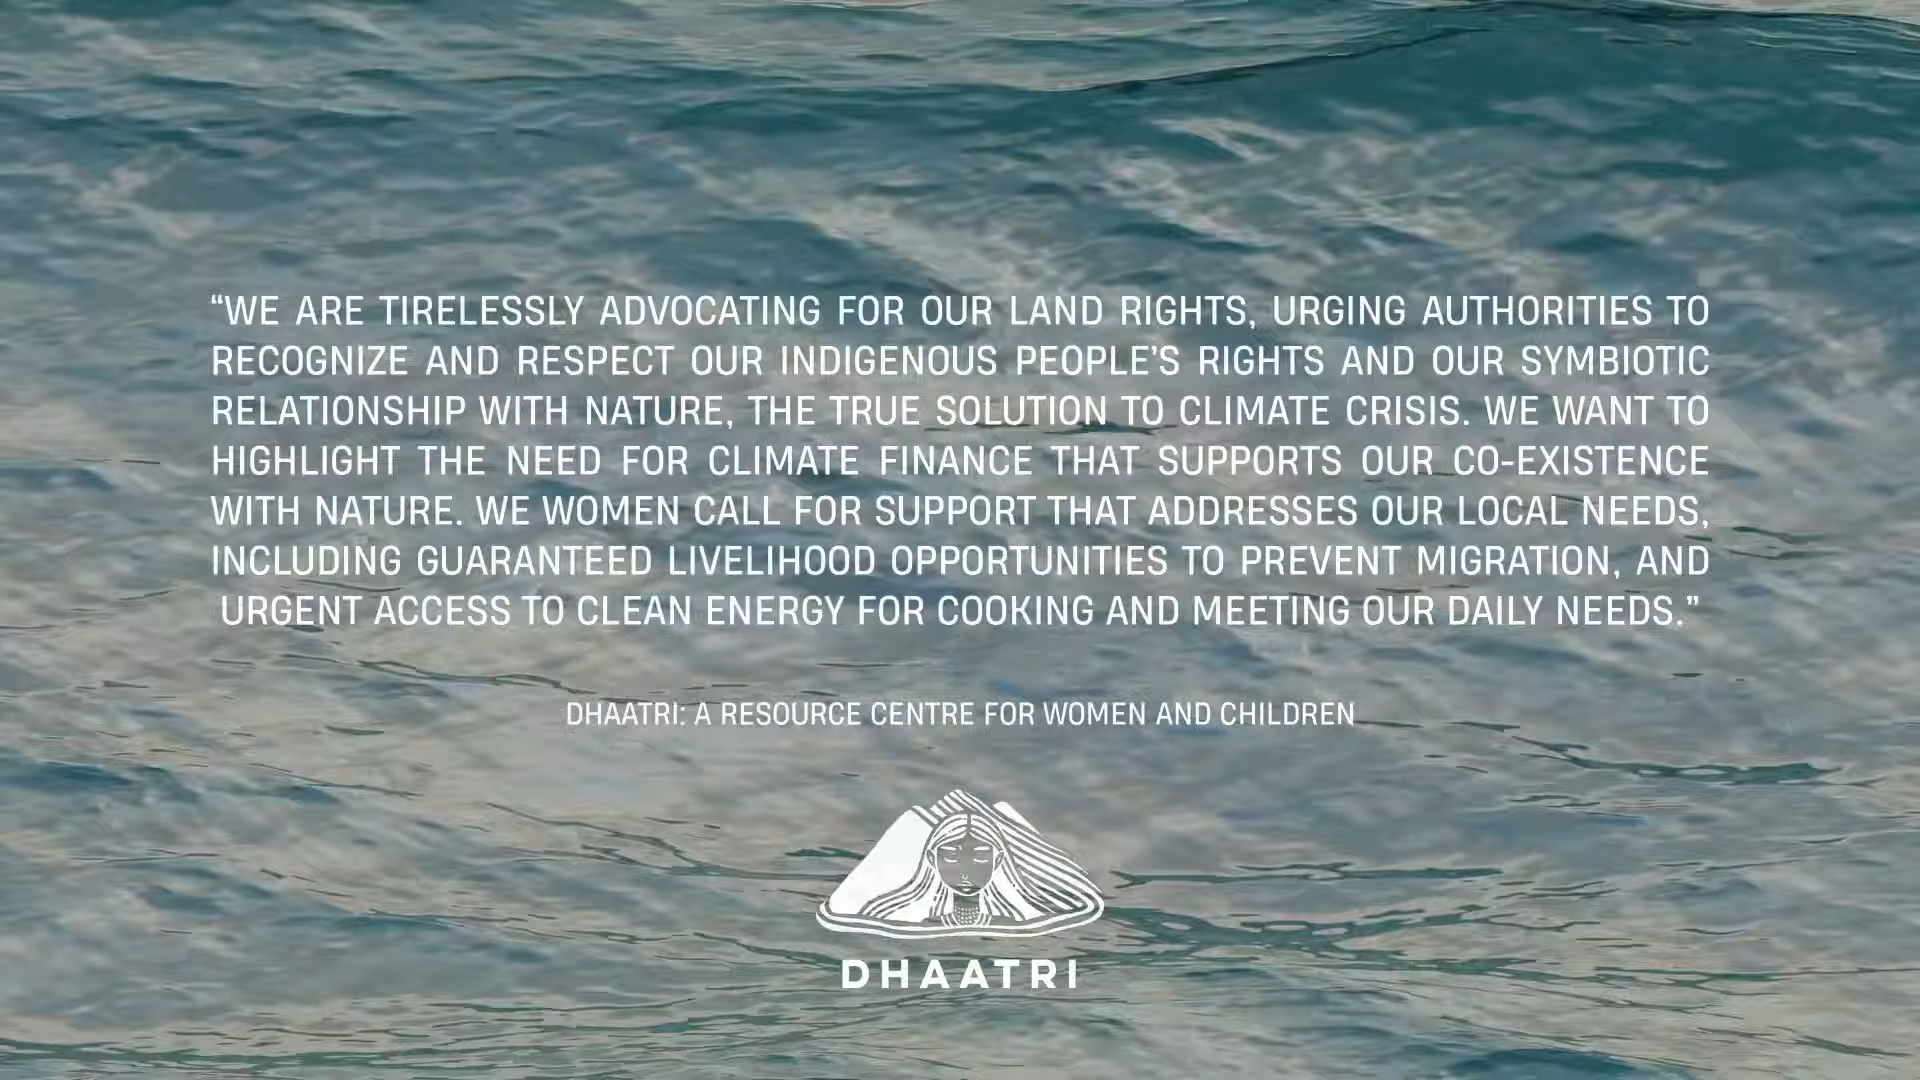 “WE ARE TIRELESSLY ADVOCATING FOR OUR LAND RIGHTS, URGING AUTHORITIES TO
RECOGNIZE AND RESPECT OUR INDIGENOUS PEOPLE’S RIGHTS AND OUR SYMBIOTIC
RELATIONSHIP WITH NATURE, THE TRUE SOLUTION TO CLIMATE CRISIS. WE WANT TO
HIGHLIGHT THE NEED FOR CLIMATE FINANCE THAT SUPPORTS OUR CO-EXISTENCE
WITH NATURE. WE WOMEN CALL FOR SUPPORT THAT ADDRESSES OUR LOCAL NEEDS,
INCLUDING GUARANTEED LIVELIHOOD OPPORTUNITIES TO PREVENT MIGRATION, AND
URGENT ACCESS TO CLEAN ENERGY FOR COOKING AND MEETING OUR DAILY NEEDS.”
DHAATRI: A RESOURCE CENTRE FOR WOMEN AND CHILDREN
DHAATRI